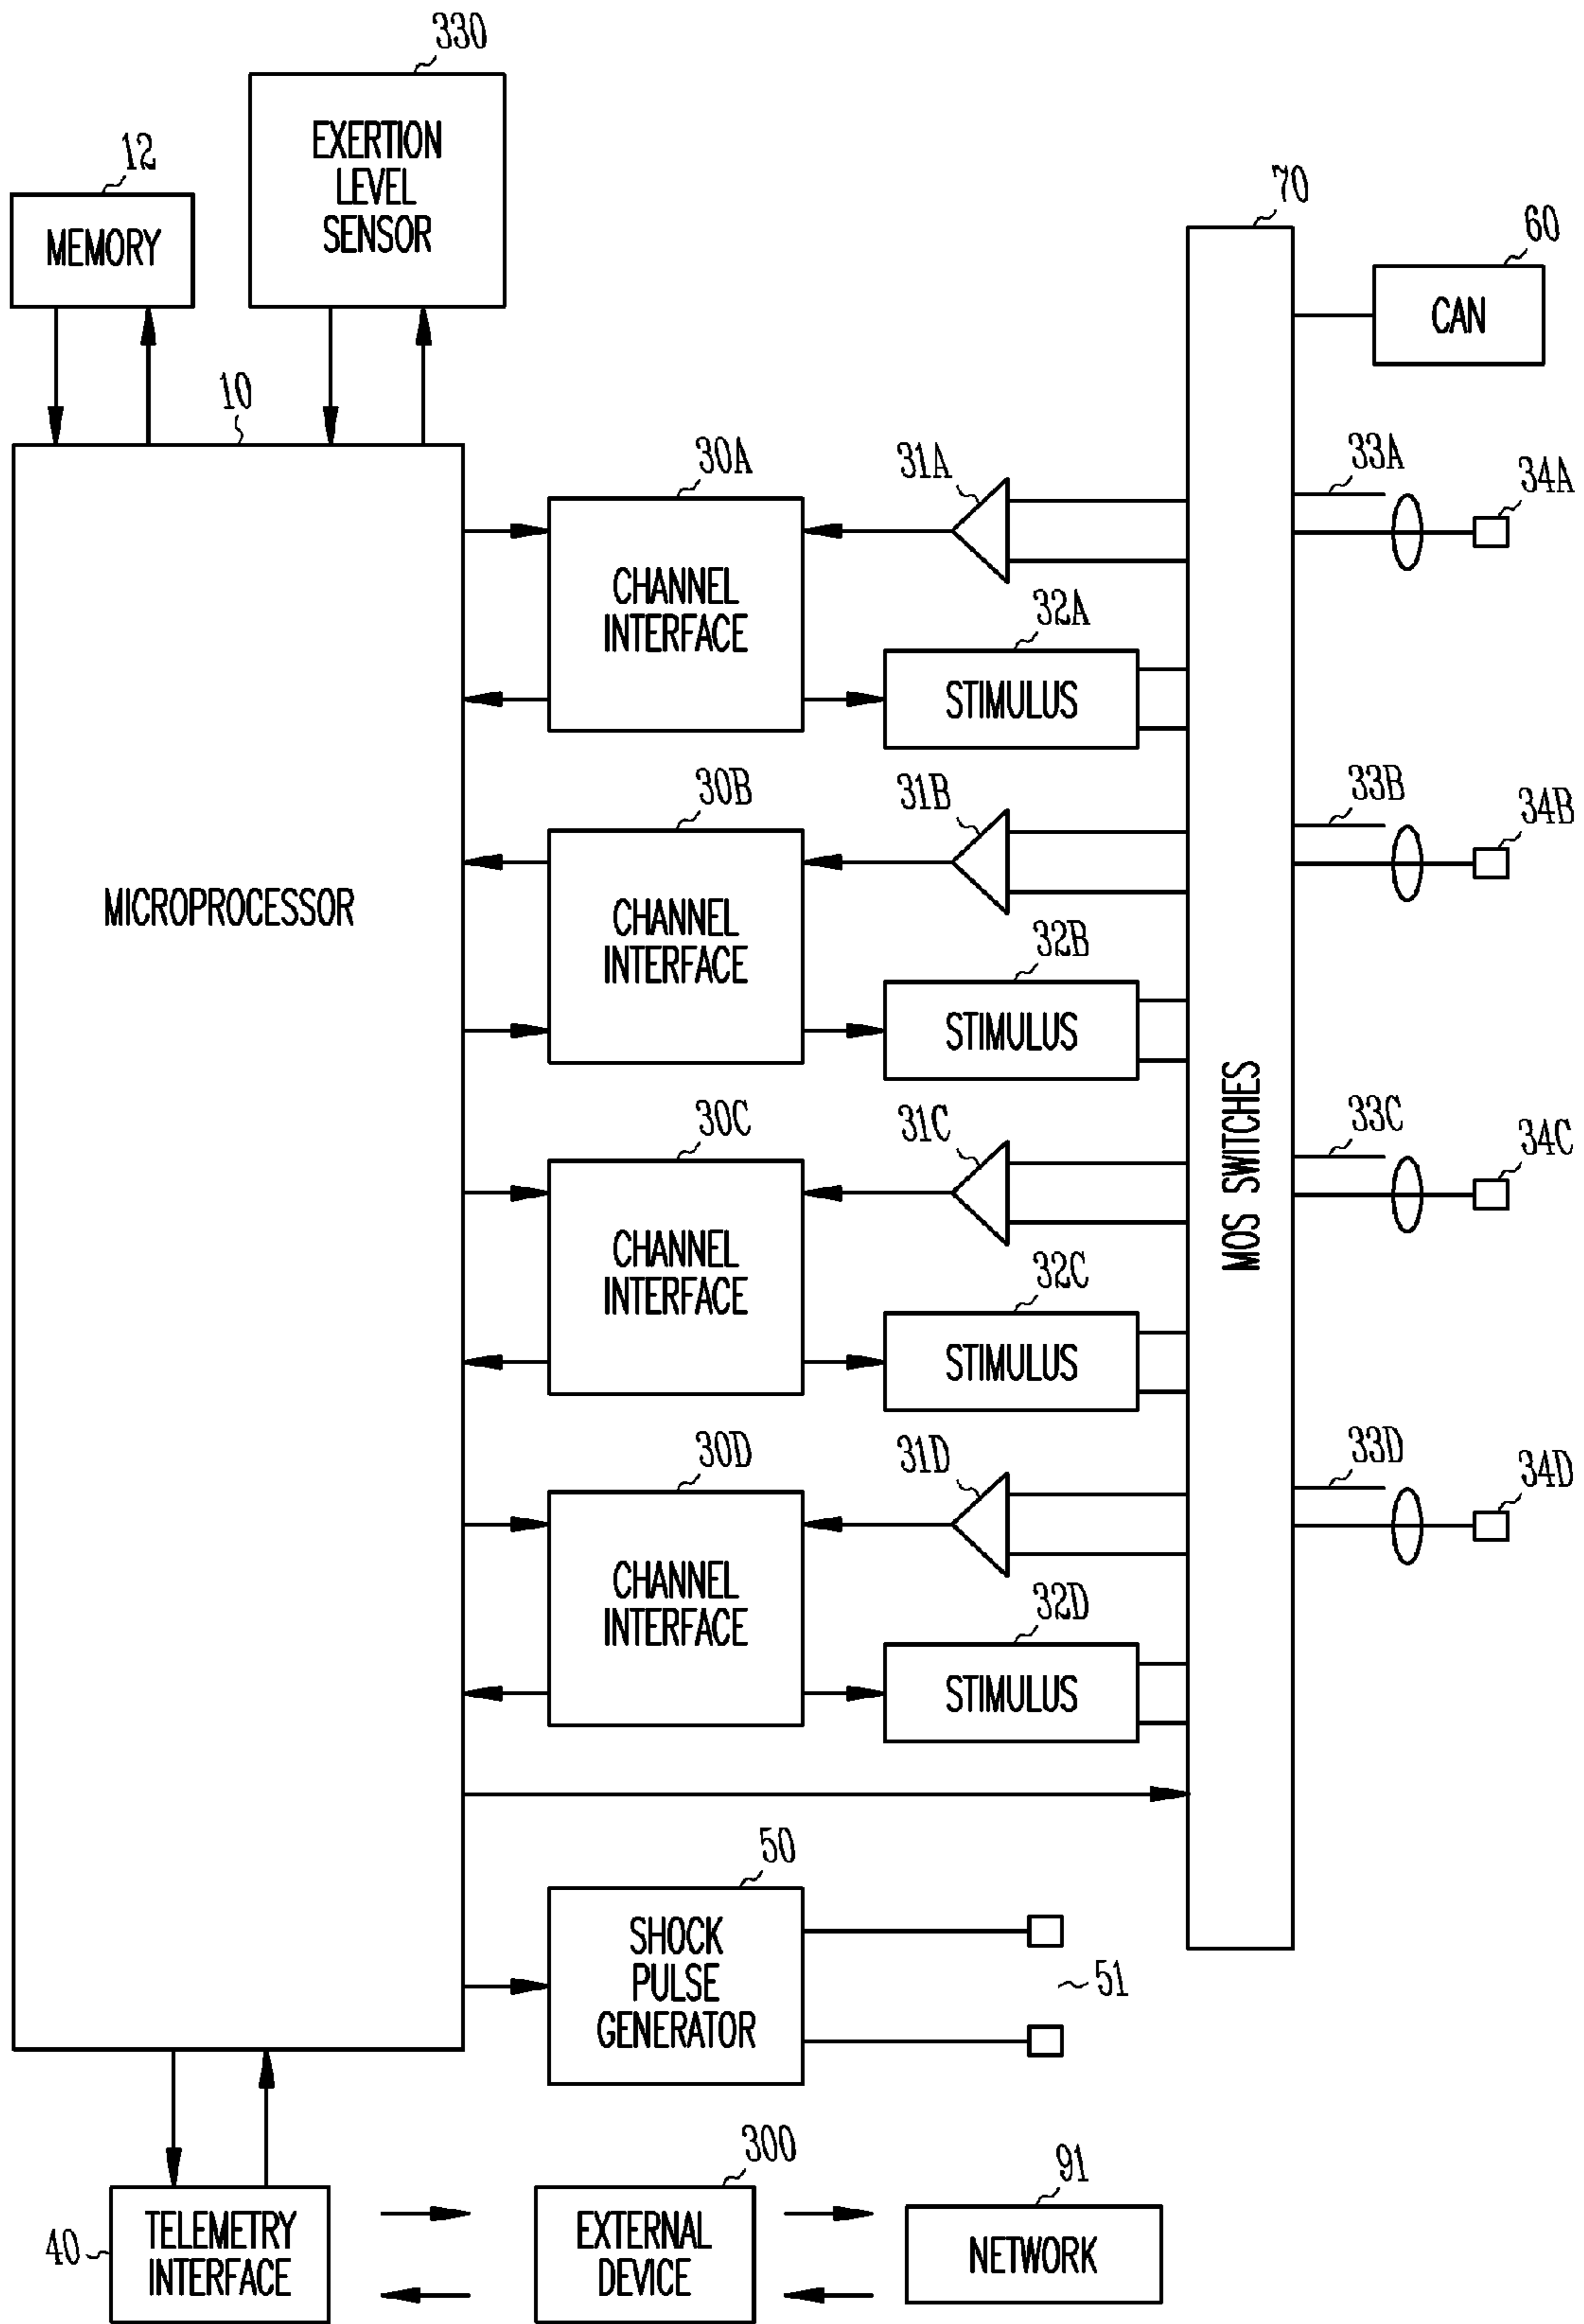 330
EXERTION
LEVEL
SENSOR
12
MEMORY
70
60
CAN
10
MICROPROCESSOR
30A
CHANNEL
INTERFACE
31A
32A
STIMULUS
33A
34A
30B
CHANNEL
INTERFACE
31B
32B
STIMULUS
33B
34B
MOS SWITCHES
30C
CHANNEL
INTERFACE
31C
32C
STIMULUS
33C
34C
30D
CHANNEL
INTERFACE
31D
32D
STIMULUS
33D
34D
50
SHOCK
PULSE
GENERATOR
51
40
TELEMETRY
INTERFACE
300
EXTERNAL
DEVICE
91
NETWORK